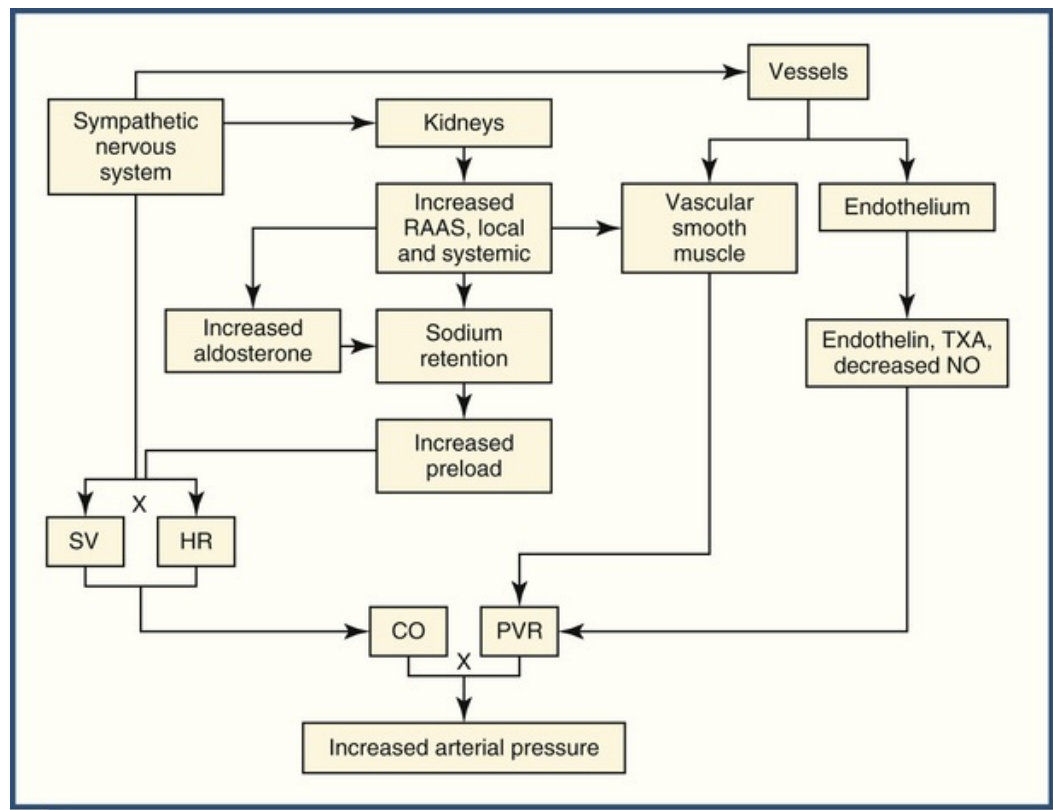 Vessels
Sympathetic
nervous
system
Kidneys
Increased
RAAS, local
and systemic
Vascular
smooth
muscle
Endothelium
Increased
aldosterone
Sodium
retention
Endothelin, TXA,
decreased NO
Increased
preload
X
SV
HR
CO
PVR
X
Increased arterial pressure